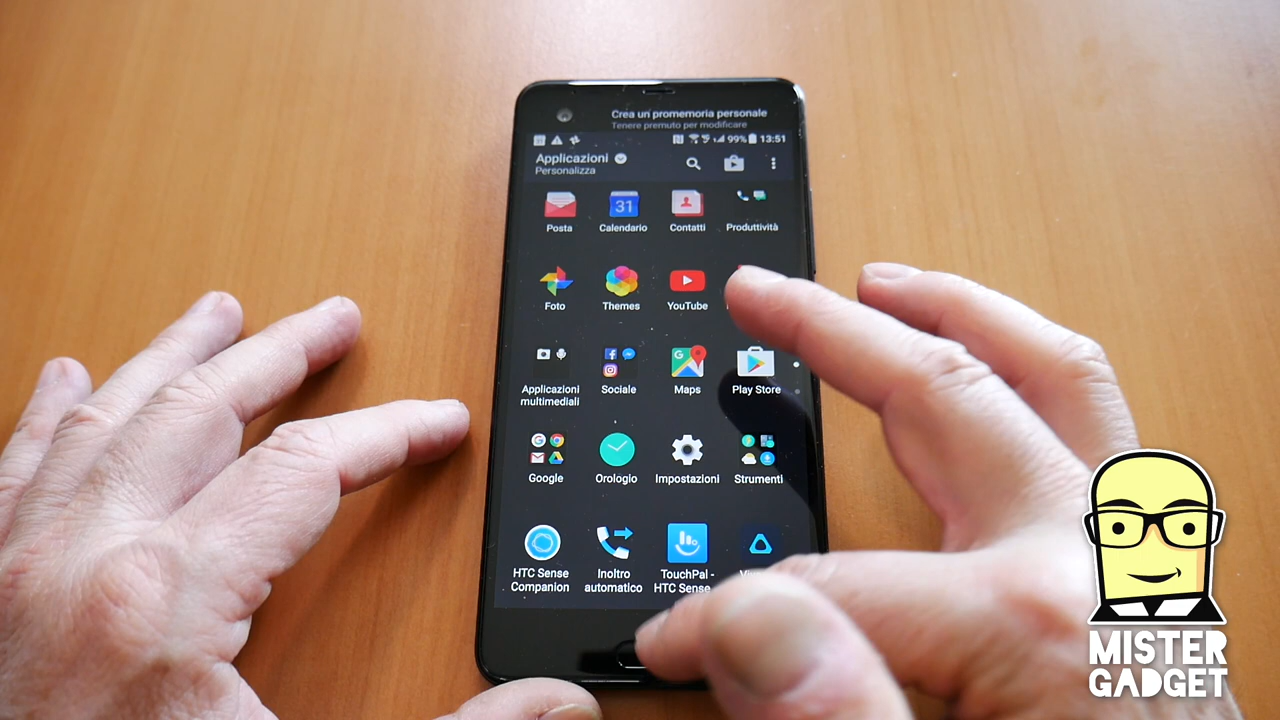 Crea un promemoria personale
Tenere premuto per modificare
99% 13:51
Applicazioni
Personalizza
31
Posta Calendario Contatti Produttività
Foto Themes YouTube
G
Applicazioni
multimediali
Sociale Maps Play Store
Google Orologio Impostazioni Strumenti
HTC Sense
Companion
Inoltro
automatico
TouchPal -
HTC Sense
MISTER
GADGET